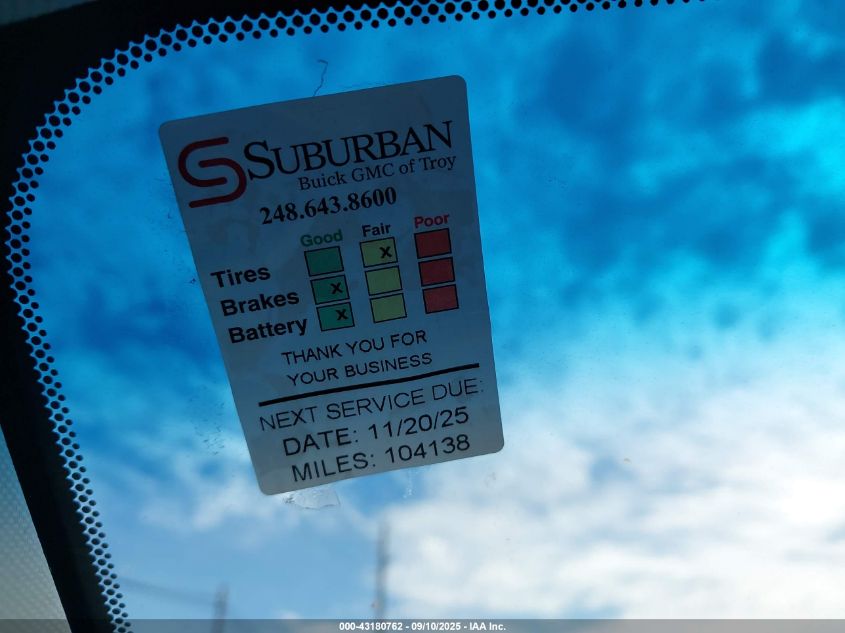 SUBURBAN
Buick GMC of Troy
248.643.8600
Good Fair Poor
Tires X
Brakes X
Battery X
THANK YOU FOR
YOUR BUSINESS
NEXT SERVICE DUE:
DATE: 11/20/25
MILES: 104138
000-43180762 - 09/10/2025 - IAA Inc.